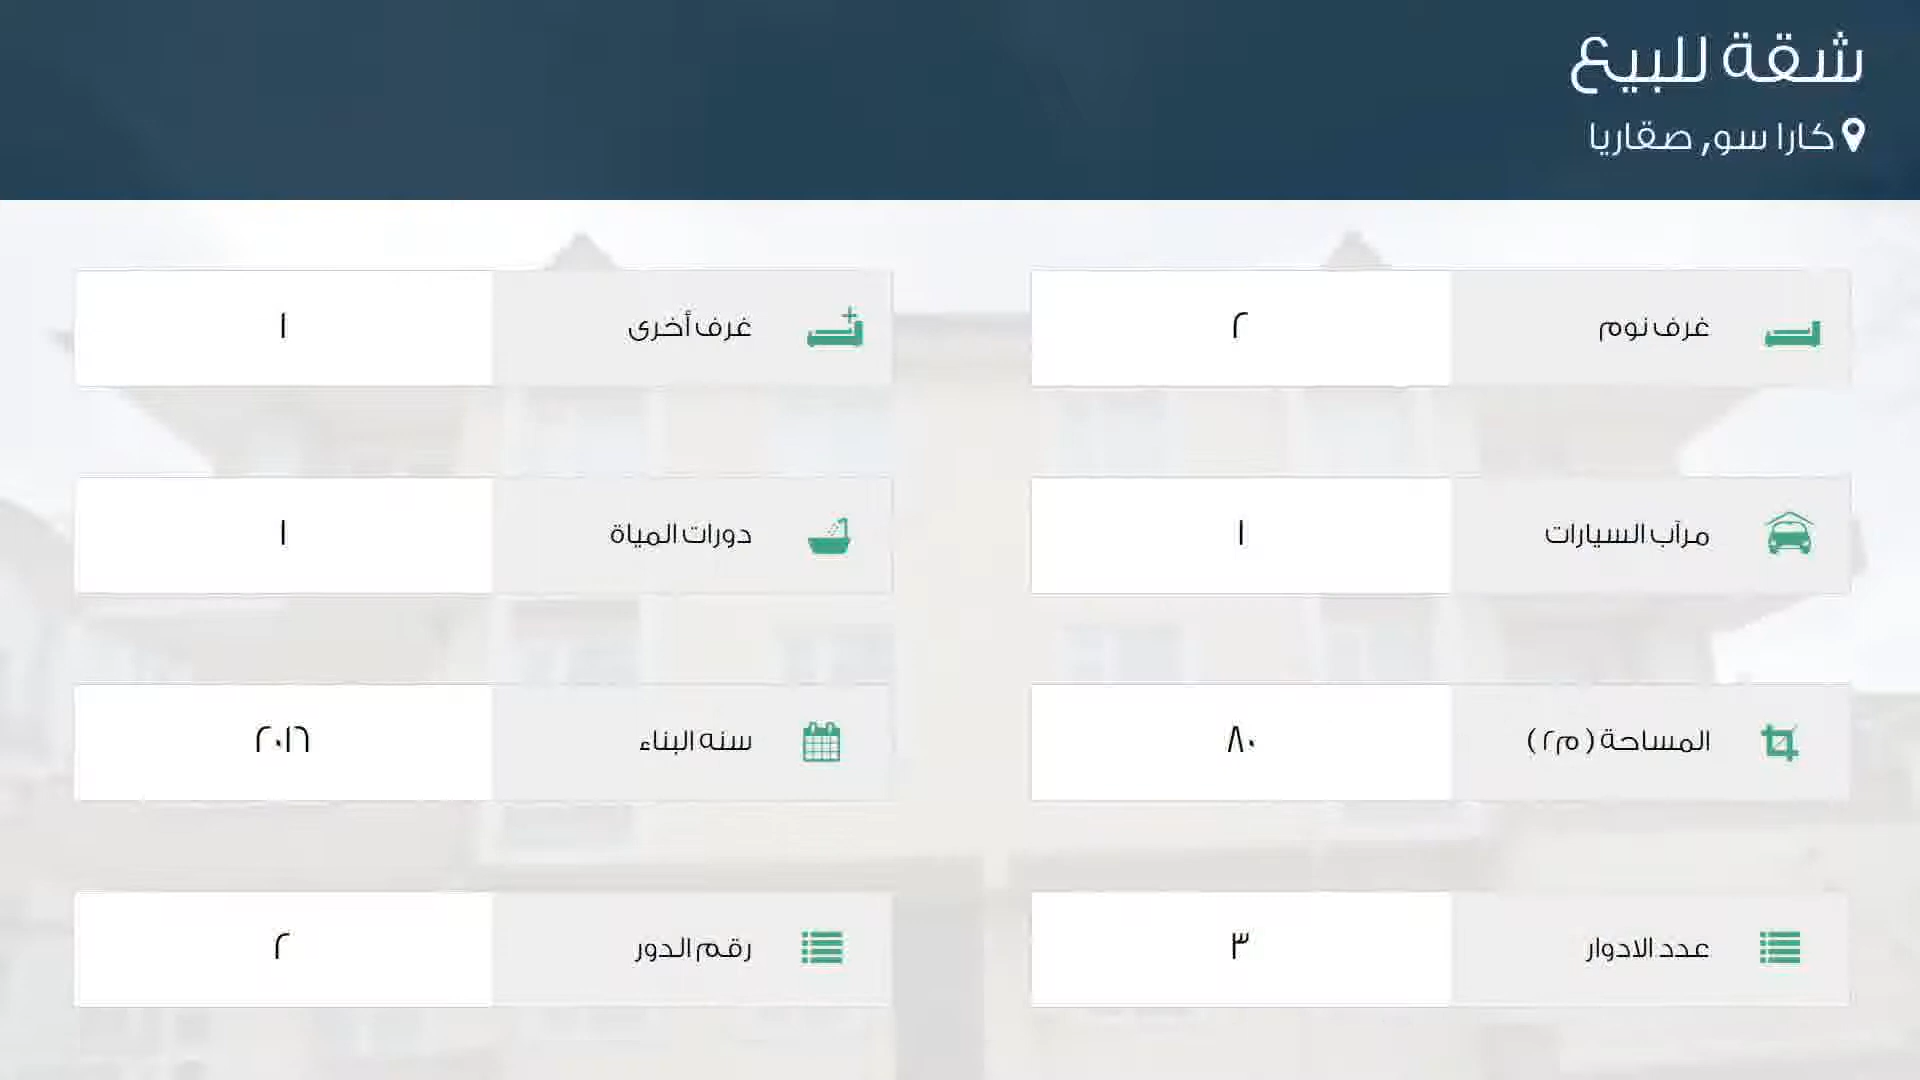 شقة للبيع
كارا سو, صقاريا
غرف نوم ٢
غرف أخرى ١
مرآب السيارات ١
دورات المياة ١
المساحة ( م٢ ) ٨٠
سنه البناء ٢٠١٦
عدد الادوار ٣
رقم الدور ٢